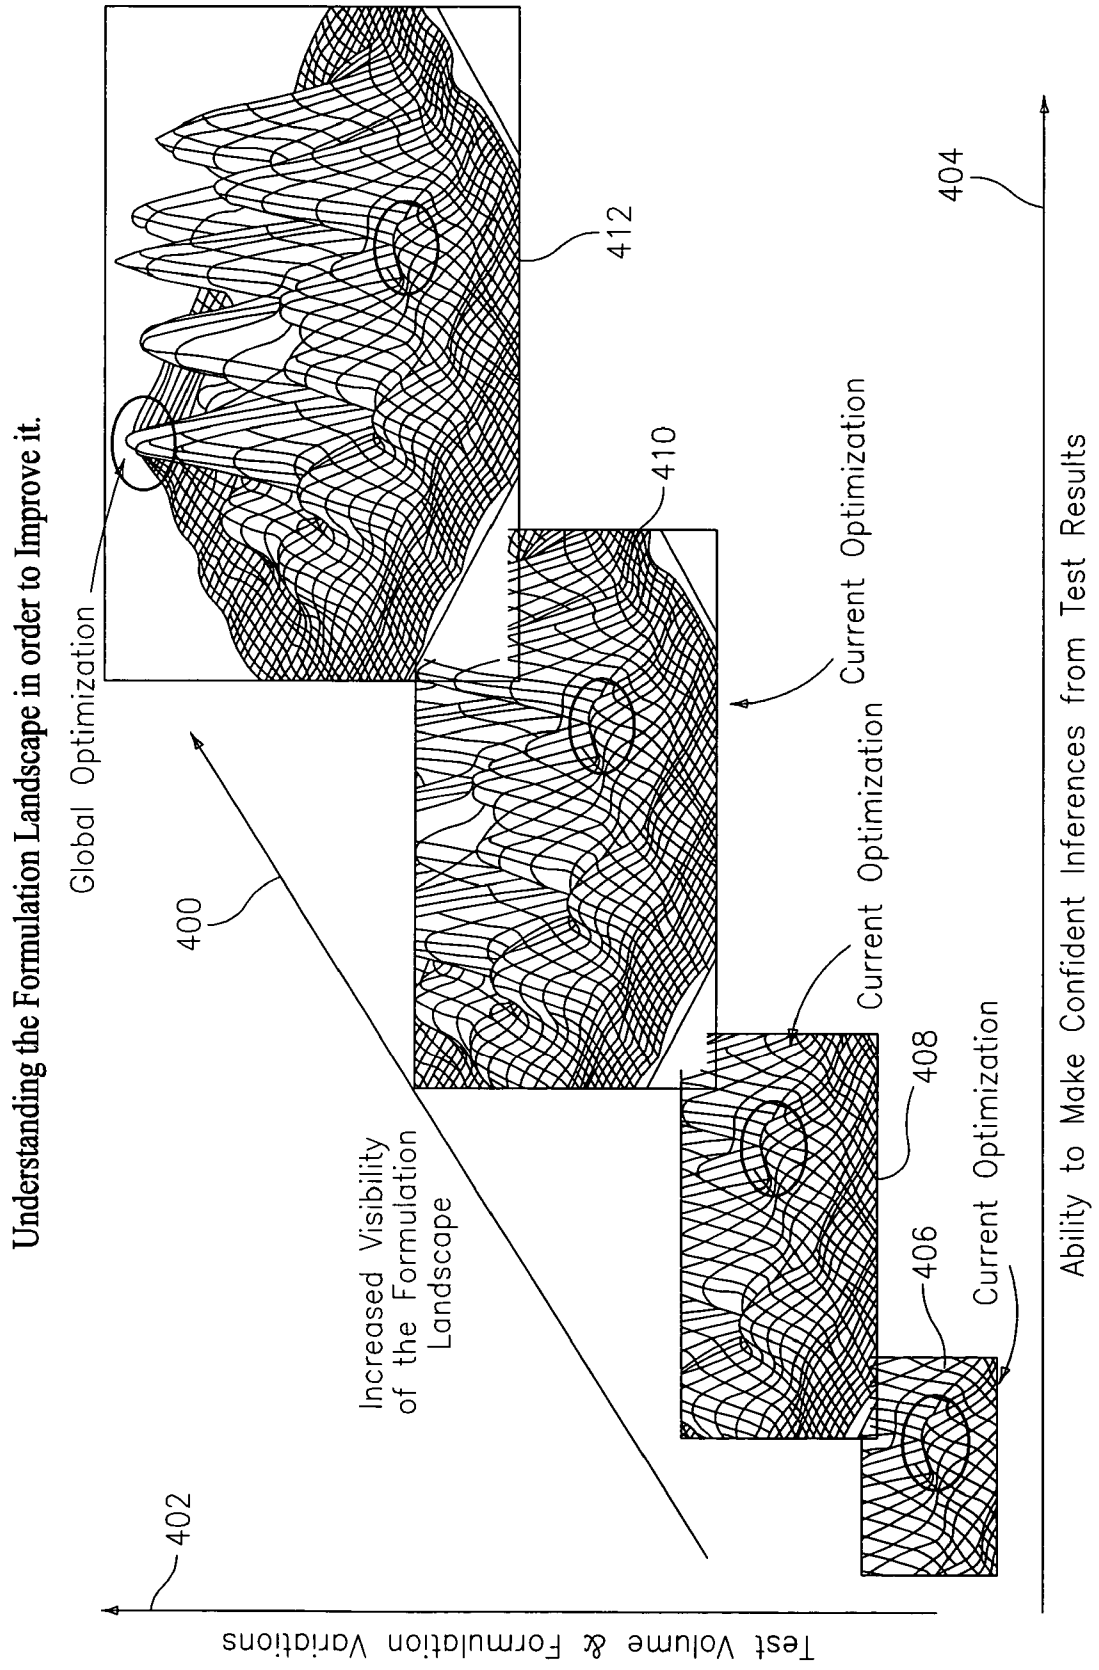 Understanding the Formulation Landscape in order to Improve it.
Global Optimization
400
402
Increased Visibility
of the Formulation
Landscape
412
404
410
Current Optimization
Current Optimization
408
406
Current Optimization
Test Volume & Formulation Variations
Ability to Make Confident Inferences from Test Results